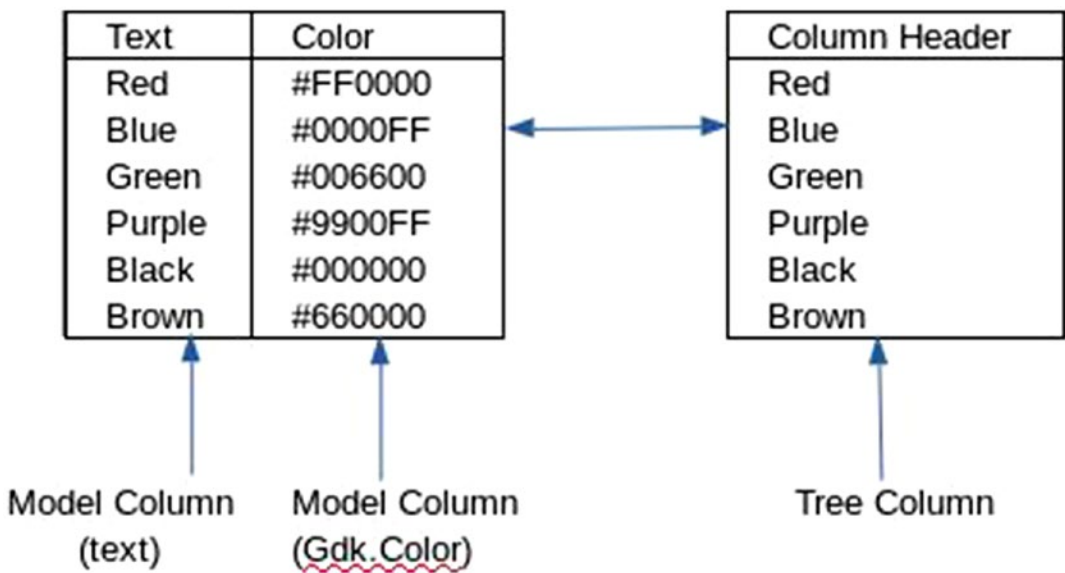 Text Color Column Header
Red #FF0000 Red
Blue #0000FF Blue
Green #006600 Green
Purple #9900FF Purple
Black #000000 Black
Brown #660000 Brown
Model Column Model Column Tree Column
(text) (Gdk.Color)